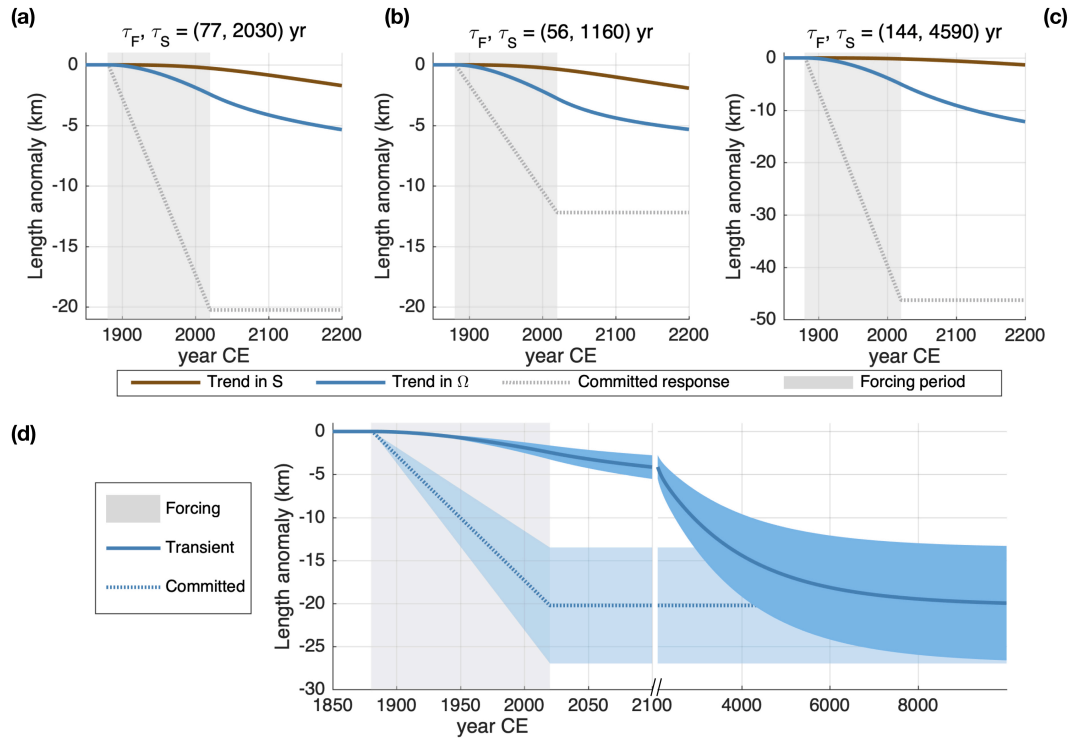 (a)
τF, τS = (77, 2030) yr
0
-5
-10
-15
-20
Length anomaly (km)
1900
2000
2100
2200
year CE
(b)
τF, τS = (56, 1160) yr
0
-5
-10
-15
-20
Length anomaly (km)
1900
2000
2100
2200
year CE
(c)
τF, τS = (144, 4590) yr
0
-10
-20
-30
-40
-50
Length anomaly (km)
1900
2000
2100
2200
year CE
Trend in S
Trend in Ω
Committed response
Forcing period
(d)
Forcing
Transient
Committed
0
-5
-10
-15
-20
-25
-30
Length anomaly (km)
1850
1900
1950
2000
2050
2100
//
4000
6000
8000
year CE